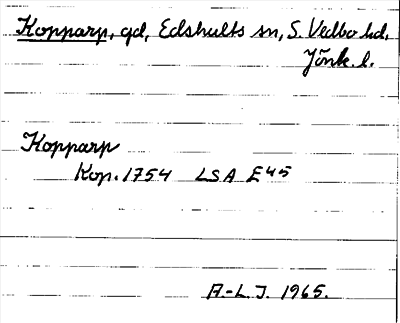 Kopparp, gd, Edshults sn, S. Vedbo hd,
Jönk. l.
Kopparp
Kop. 1754 LSA E45
A.-L. J. 1965.